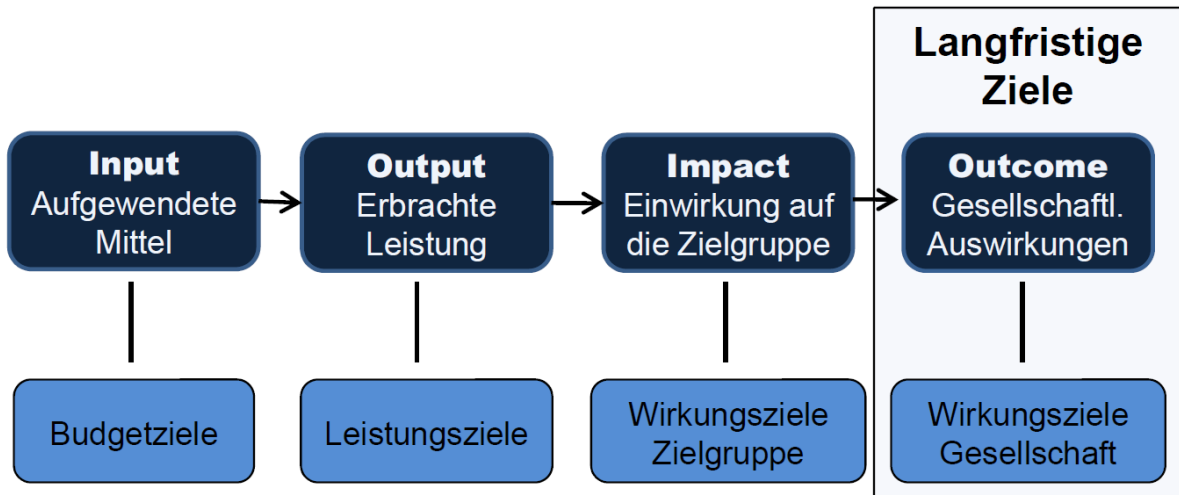 Langfristige
Ziele
Input
Aufgewendete
Mittel
Output
Erbrachte
Leistung
Impact
Einwirkung auf
die Zielgruppe
Outcome
Gesellschaftl.
Auswirkungen
Budgetziele
Leistungsziele
Wirkungsziele
Zielgruppe
Wirkungsziele
Gesellschaft